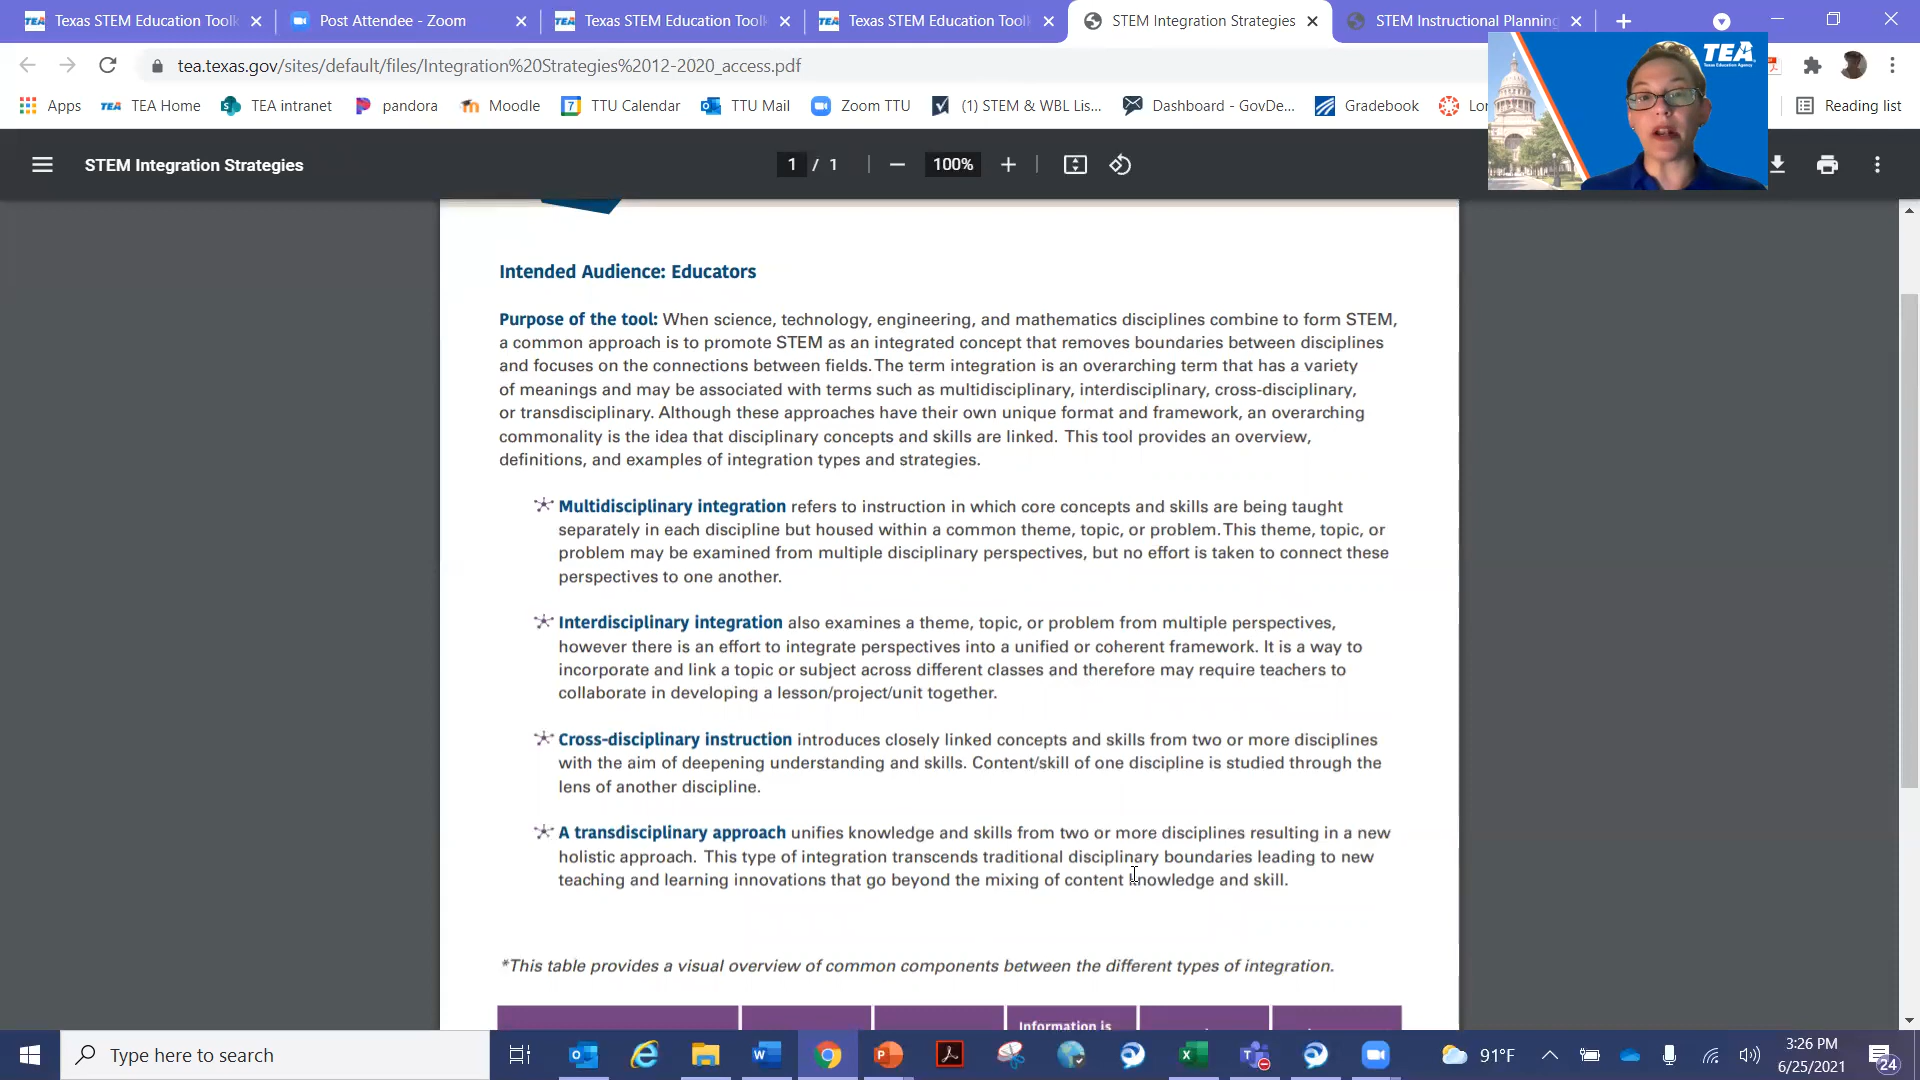 Texas STEM Education Toolk
Post Attendee - Zoom
Texas STEM Education Toolk
Texas STEM Education Toolk
STEM Integration Strategies
STEM Instructional Planning
tea.texas.gov/sites/default/files/Integration%20Strategies%2012-2020_access.pdf
TEA
Texas Education Agency
Apps
TEA Home
TEA intranet
pandora
Moodle
TTU Calendar
TTU Mail
Zoom TTU
(1) STEM & WBL Lis...
Dashboard - GovDe...
Gradebook
Reading list
STEM Integration Strategies
1 / 1
100%
Intended Audience: Educators
Purpose of the tool: When science, technology, engineering, and mathematics disciplines combine to form STEM,
a common approach is to promote STEM as an integrated concept that removes boundaries between disciplines
and focuses on the connections between fields. The term integration is an overarching term that has a variety
of meanings and may be associated with terms such as multidisciplinary, interdisciplinary, cross-disciplinary,
or transdisciplinary. Although these approaches have their own unique format and framework, an overarching
commonality is the idea that disciplinary concepts and skills are linked. This tool provides an overview,
definitions, and examples of integration types and strategies.
Multidisciplinary integration refers to instruction in which core concepts and skills are being taught
separately in each discipline but housed within a common theme, topic, or problem. This theme, topic, or
problem may be examined from multiple disciplinary perspectives, but no effort is taken to connect these
perspectives to one another.
Interdisciplinary integration also examines a theme, topic, or problem from multiple perspectives,
however there is an effort to integrate perspectives into a unified or coherent framework. It is a way to
incorporate and link a topic or subject across different classes and therefore may require teachers to
collaborate in developing a lesson/project/unit together.
Cross-disciplinary instruction introduces closely linked concepts and skills from two or more disciplines
with the aim of deepening understanding and skills. Content/skill of one discipline is studied through the
lens of another discipline.
A transdisciplinary approach unifies knowledge and skills from two or more disciplines resulting in a new
holistic approach. This type of integration transcends traditional disciplinary boundaries leading to new
teaching and learning innovations that go beyond the mixing of content knowledge and skill.
*This table provides a visual overview of common components between the different types of integration.
Information is
Type here to search
91°F
3:26 PM
6/25/2021
24